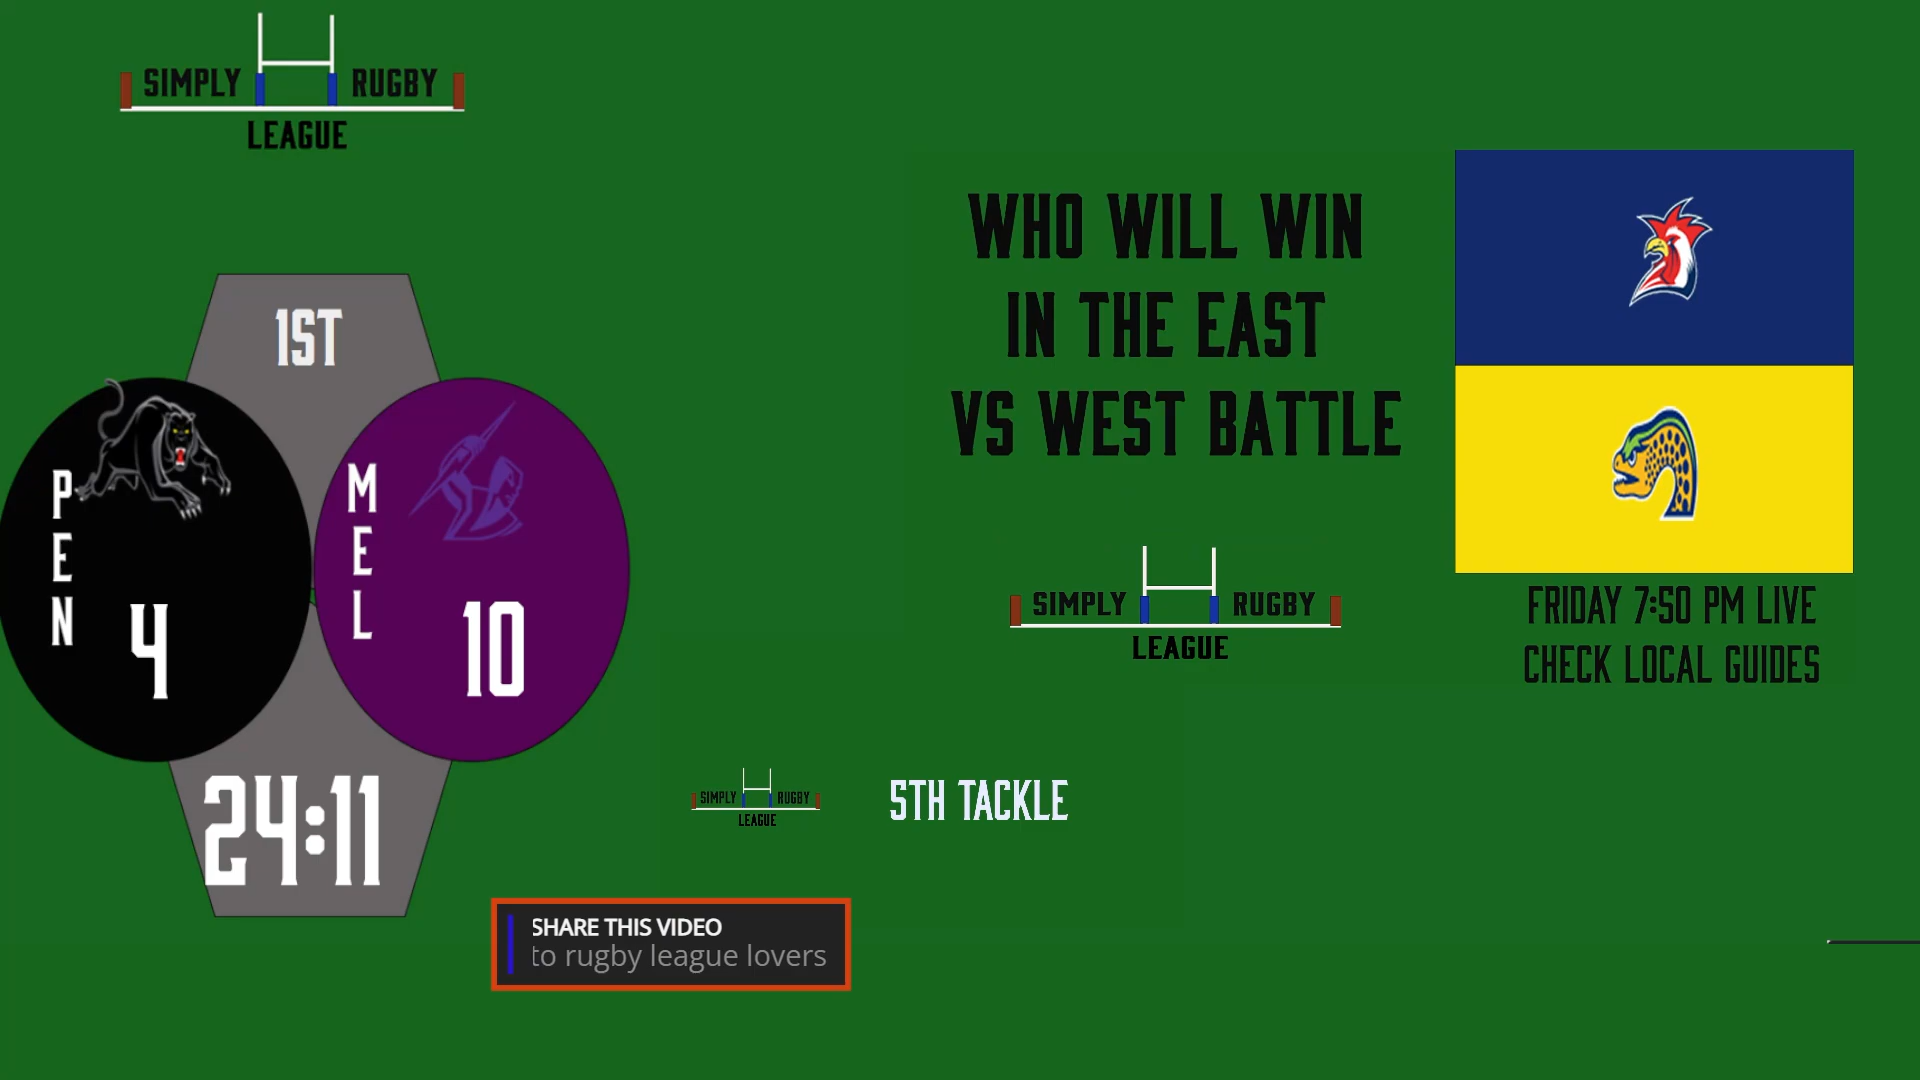 SIMPLY RUGBY
LEAGUE
1ST
PEN
4
MEL
10
24:11
WHO WILL WIN
IN THE EAST
VS WEST BATTLE
SIMPLY RUGBY
LEAGUE
FRIDAY 7:50 PM LIVE
CHECK LOCAL GUIDES
SIMPLY RUGBY
LEAGUE
5TH TACKLE
SHARE THIS VIDEO
to rugby league lovers